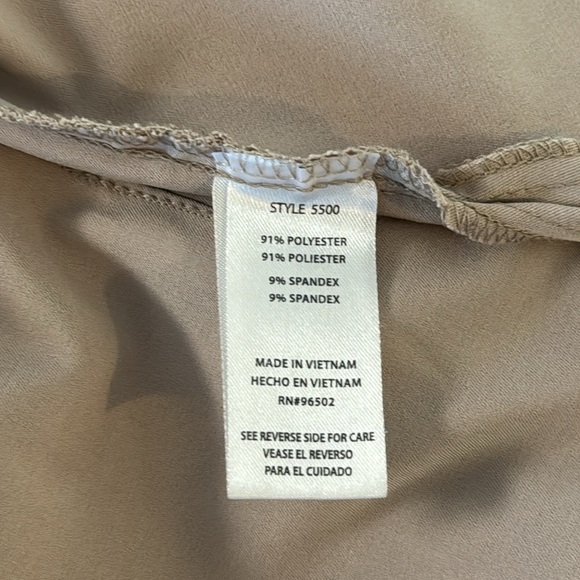 STYLE 5500
91% POLYESTER
91% POLIESTER
9% SPANDEX
9% SPANDEX
MADE IN VIETNAM
HECHO EN VIETNAM
RN#96502
SEE REVERSE SIDE FOR CARE
VEASE EL REVERSO
PARA EL CUIDADO